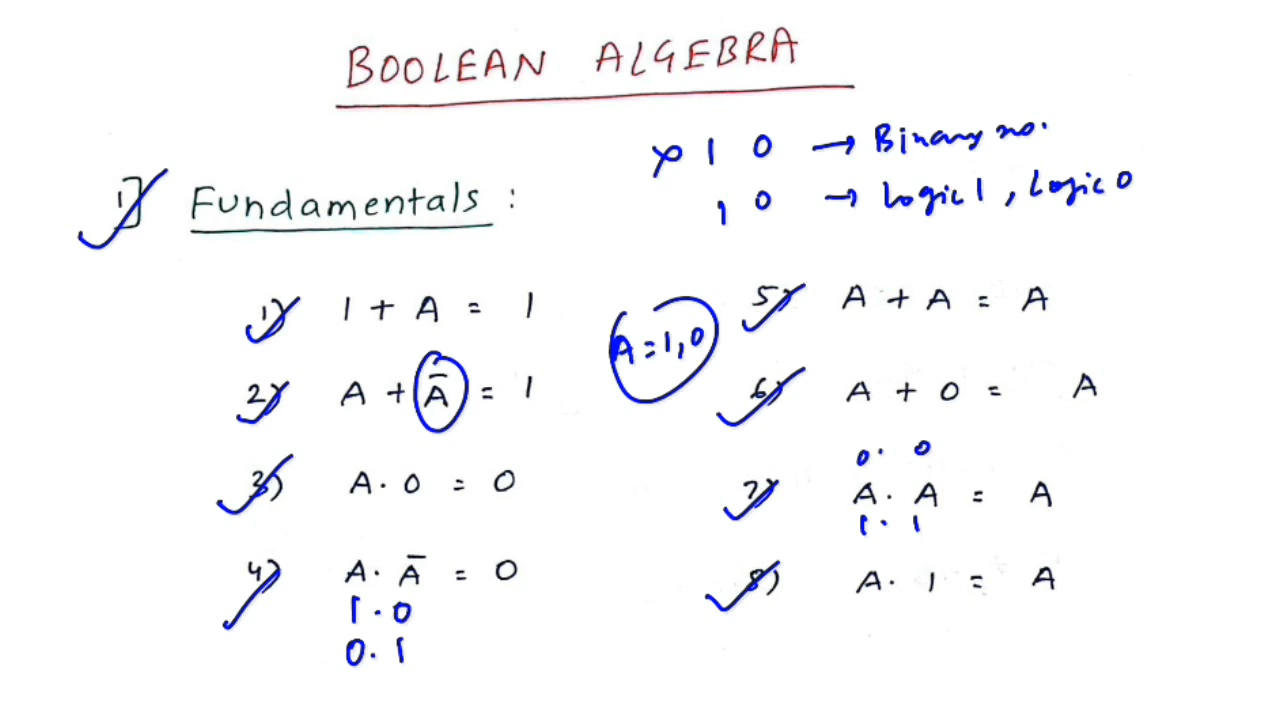 BOOLEAN ALGEBRA
1 0 → Binary no.
1 0 → Logic 1, Logic 0
1] Fundamentals :
1) 1 + A = 1
2) A + Ā = 1
3) A · 0 = 0
4) A · Ā = 0
1 · 0
0 · 1
A = 1, 0
5) A + A = A
6) A + 0 = A
0 · 0
7) A · A = A
1 · 1
8) A · 1 = A